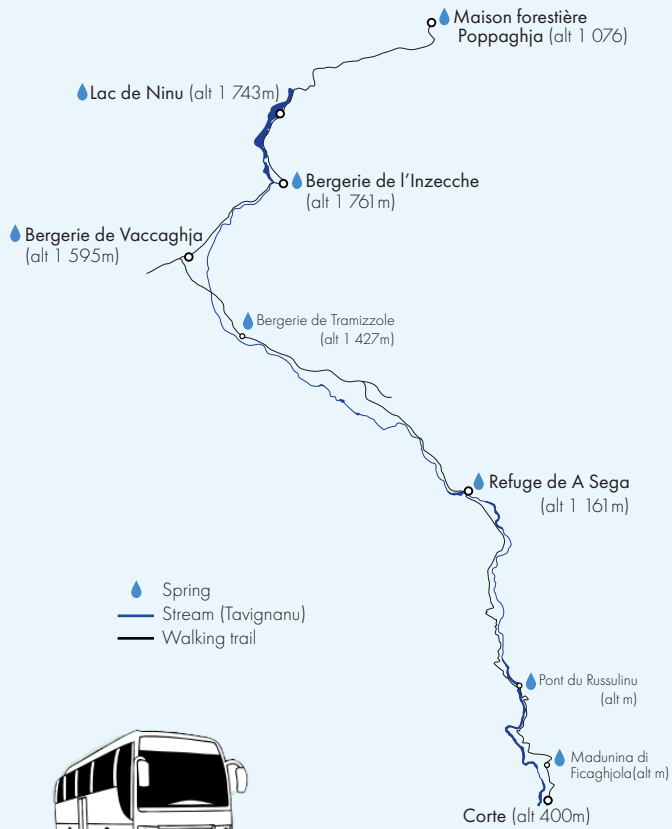 Maison forestière
Poppaghja (alt 1 076)
Lac de Ninu (alt 1 743m)
Bergerie de l'Inzecche
(alt 1 761m)
Bergerie de Vaccaghja
(alt 1 595m)
Bergerie de Tramizzole
(alt 1 427m)
Refuge de A Sega
(alt 1 161m)
Spring
Stream (Tavignanu)
Walking trail
Pont du Russulinu
(alt m)
Madunina di
Ficaghjola(alt m)
Corte (alt 400m)